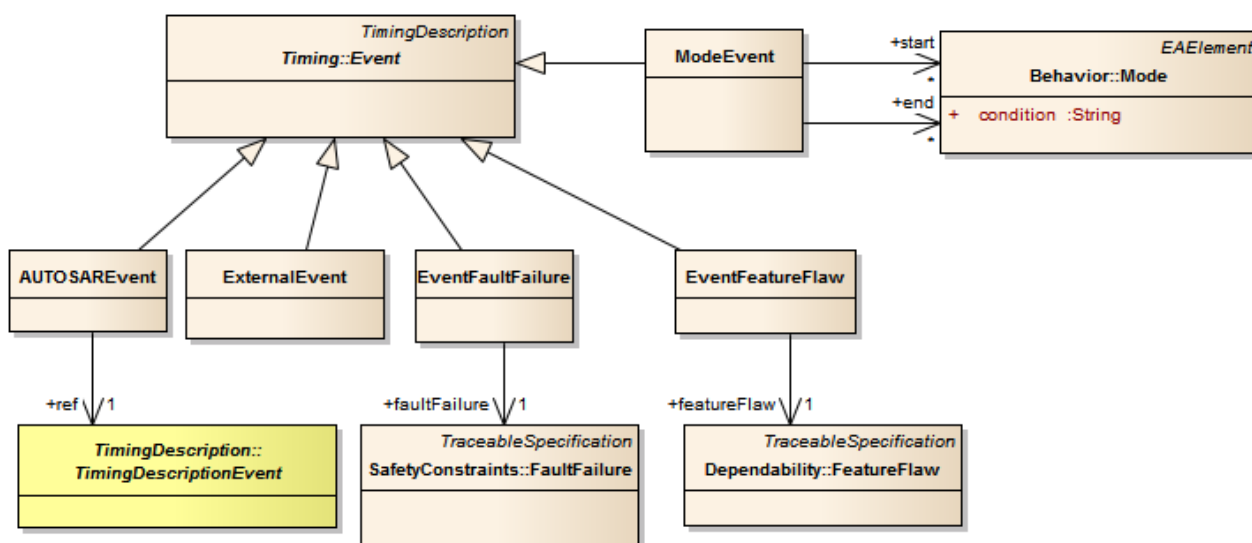 TimingDescription
Timing::Event
ModeEvent
+start
*
+end
*
EAElement
Behavior::Mode
+ condition :String
AUTOSAREvent
ExternalEvent
EventFaultFailure
EventFeatureFlaw
+ref 1
+faultFailure 1
+featureFlaw 1
TimingDescription::
TimingDescriptionEvent
TraceableSpecification
SafetyConstraints::FaultFailure
TraceableSpecification
Dependability::FeatureFlaw